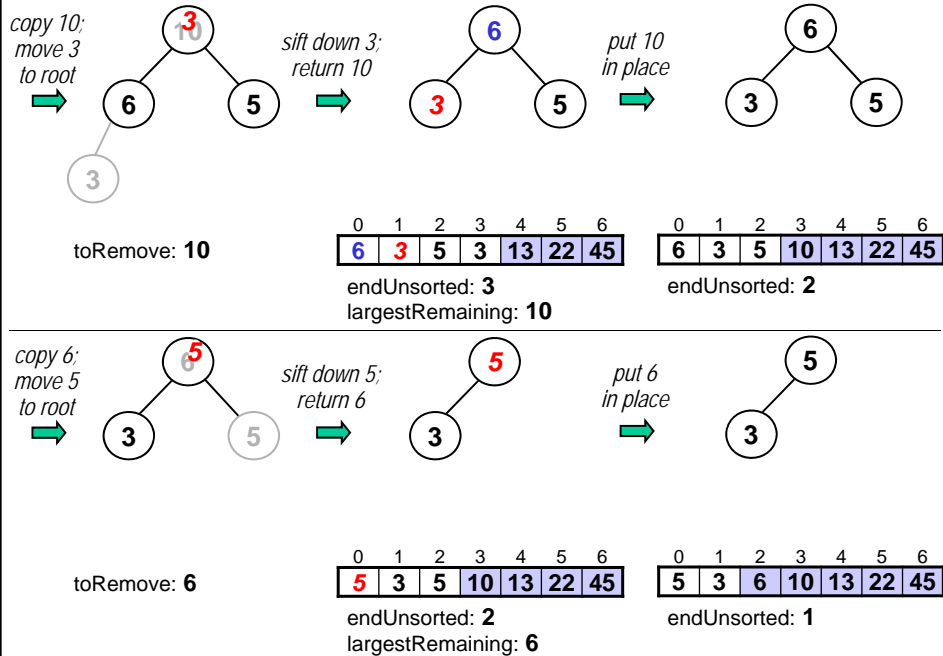 copy 10;
move 3
to root
10 3
6 5
3
sift down 3;
return 10
6
3 5
put 10
in place
6
3 5
toRemove: 10
0 1 2 3 4 5 6
6 3 5 3 13 22 45
endUnsorted: 3
largestRemaining: 10
0 1 2 3 4 5 6
6 3 5 10 13 22 45
endUnsorted: 2
copy 6;
move 5
to root
6 5
3 5
sift down 5;
return 6
5
3
put 6
in place
5
3
toRemove: 6
0 1 2 3 4 5 6
5 3 5 10 13 22 45
endUnsorted: 2
largestRemaining: 6
0 1 2 3 4 5 6
5 3 6 10 13 22 45
endUnsorted: 1